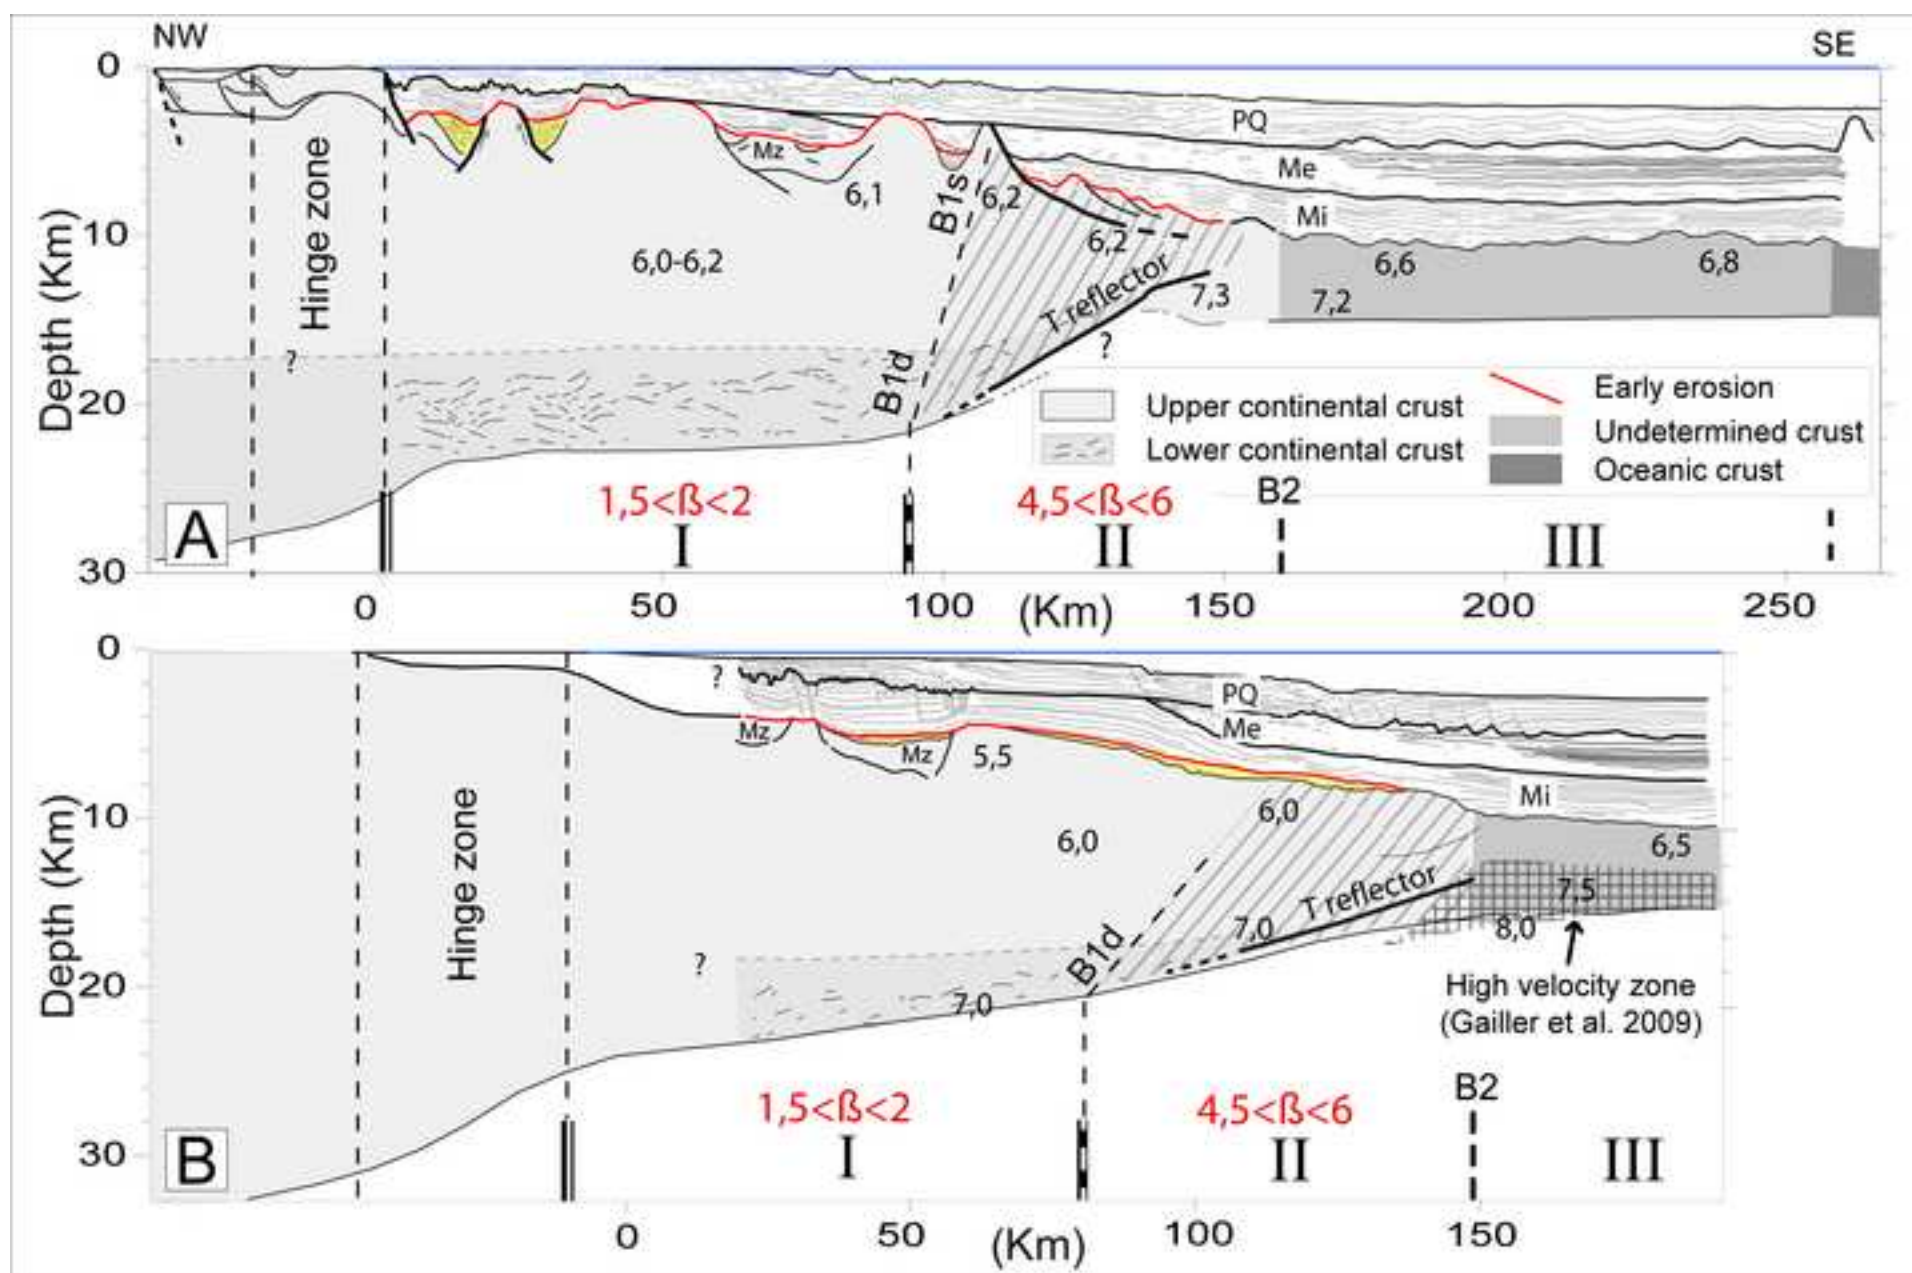 NW
SE
0
PQ
Mz
Me
6,1
B1s
6,2
Mi
10
6,2
Hinge zone
6,0-6,2
6,6
6,8
T reflector
7,3
7,2
Depth (Km)
?
?
B1d
20
Upper continental crust
Lower continental crust
Early erosion
Undetermined crust
Oceanic crust
1,5<ß<2
4,5<ß<6
B2
A
I
II
III
30
0
50
100
(Km)
150
200
250
0
?
PQ
Mz
Me
Mz
5,5
Mi
10
6,0
6,0
6,5
Hinge zone
T reflector
7,5
7,0
8,0
Depth (Km)
?
B1d
20
7,0
High velocity zone
(Gailler et al. 2009)
B2
1,5<ß<2
4,5<ß<6
30
B
I
II
III
0
50
(Km)
100
150